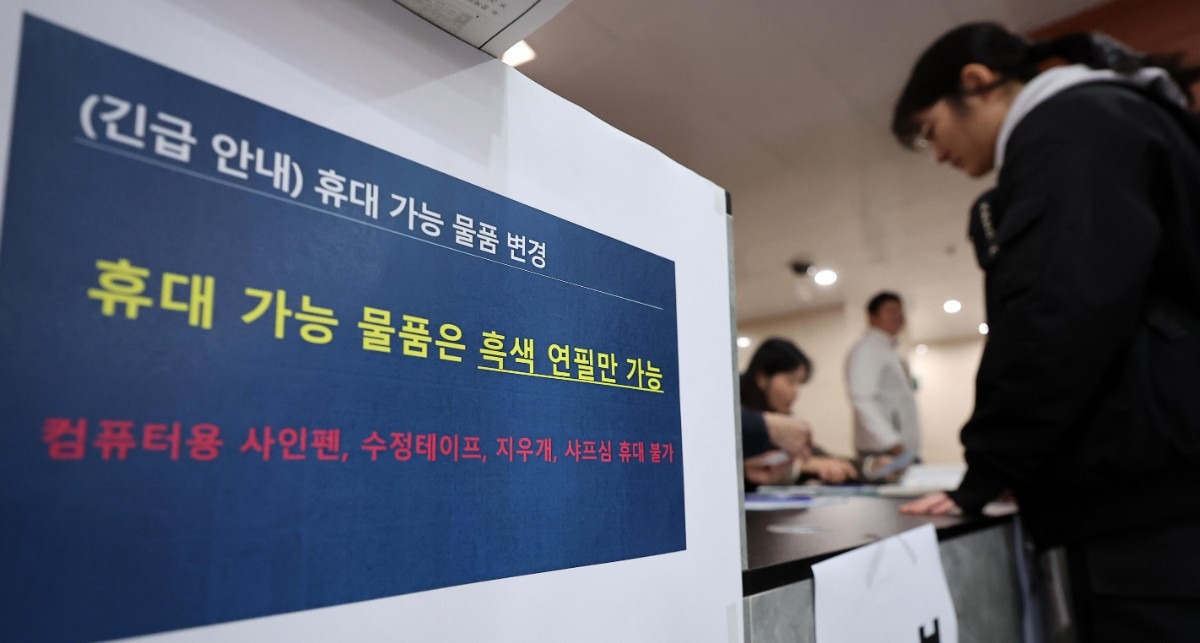 (긴급 안내) 휴대 가능 물품 변경
휴대 가능 물품은 흑색 연필만 가능
컴퓨터용 사인펜, 수정테이프, 지우개, 샤프심 휴대 불가